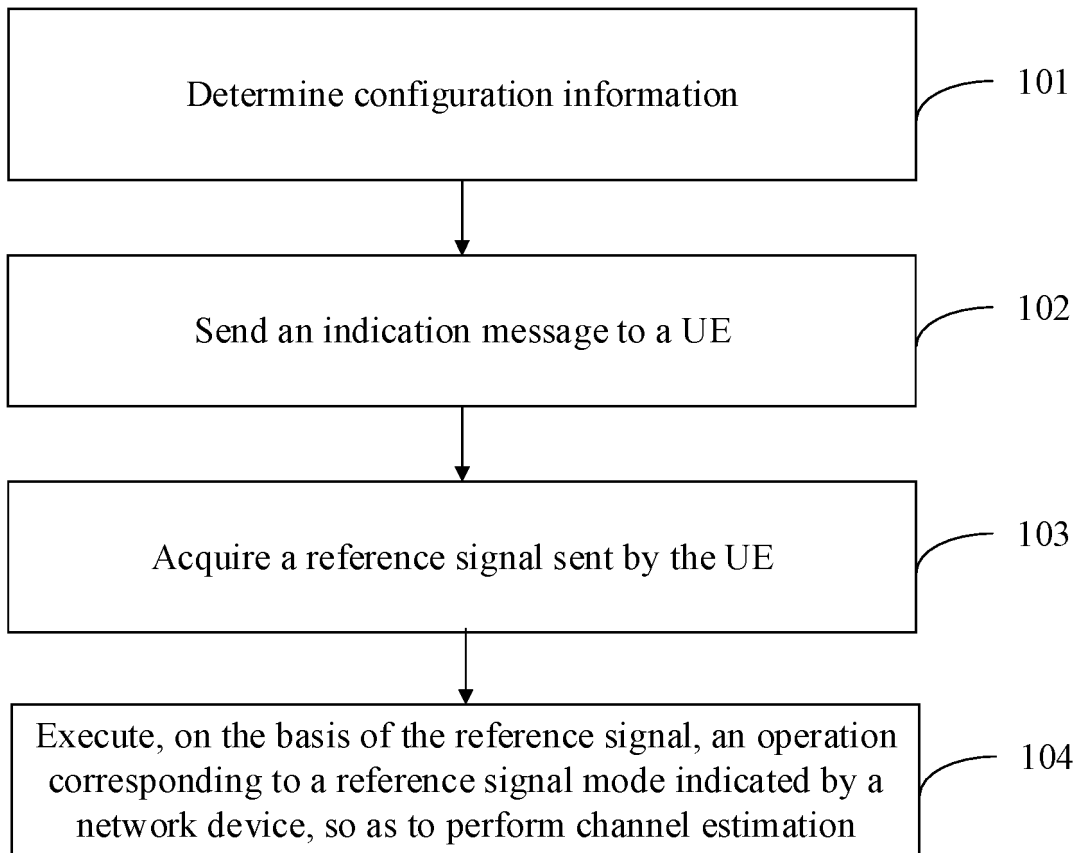 Determine configuration information
101
Send an indication message to a UE
102
Acquire a reference signal sent by the UE
103
Execute, on the basis of the reference signal, an operation
corresponding to a reference signal mode indicated by a
network device, so as to perform channel estimation
104